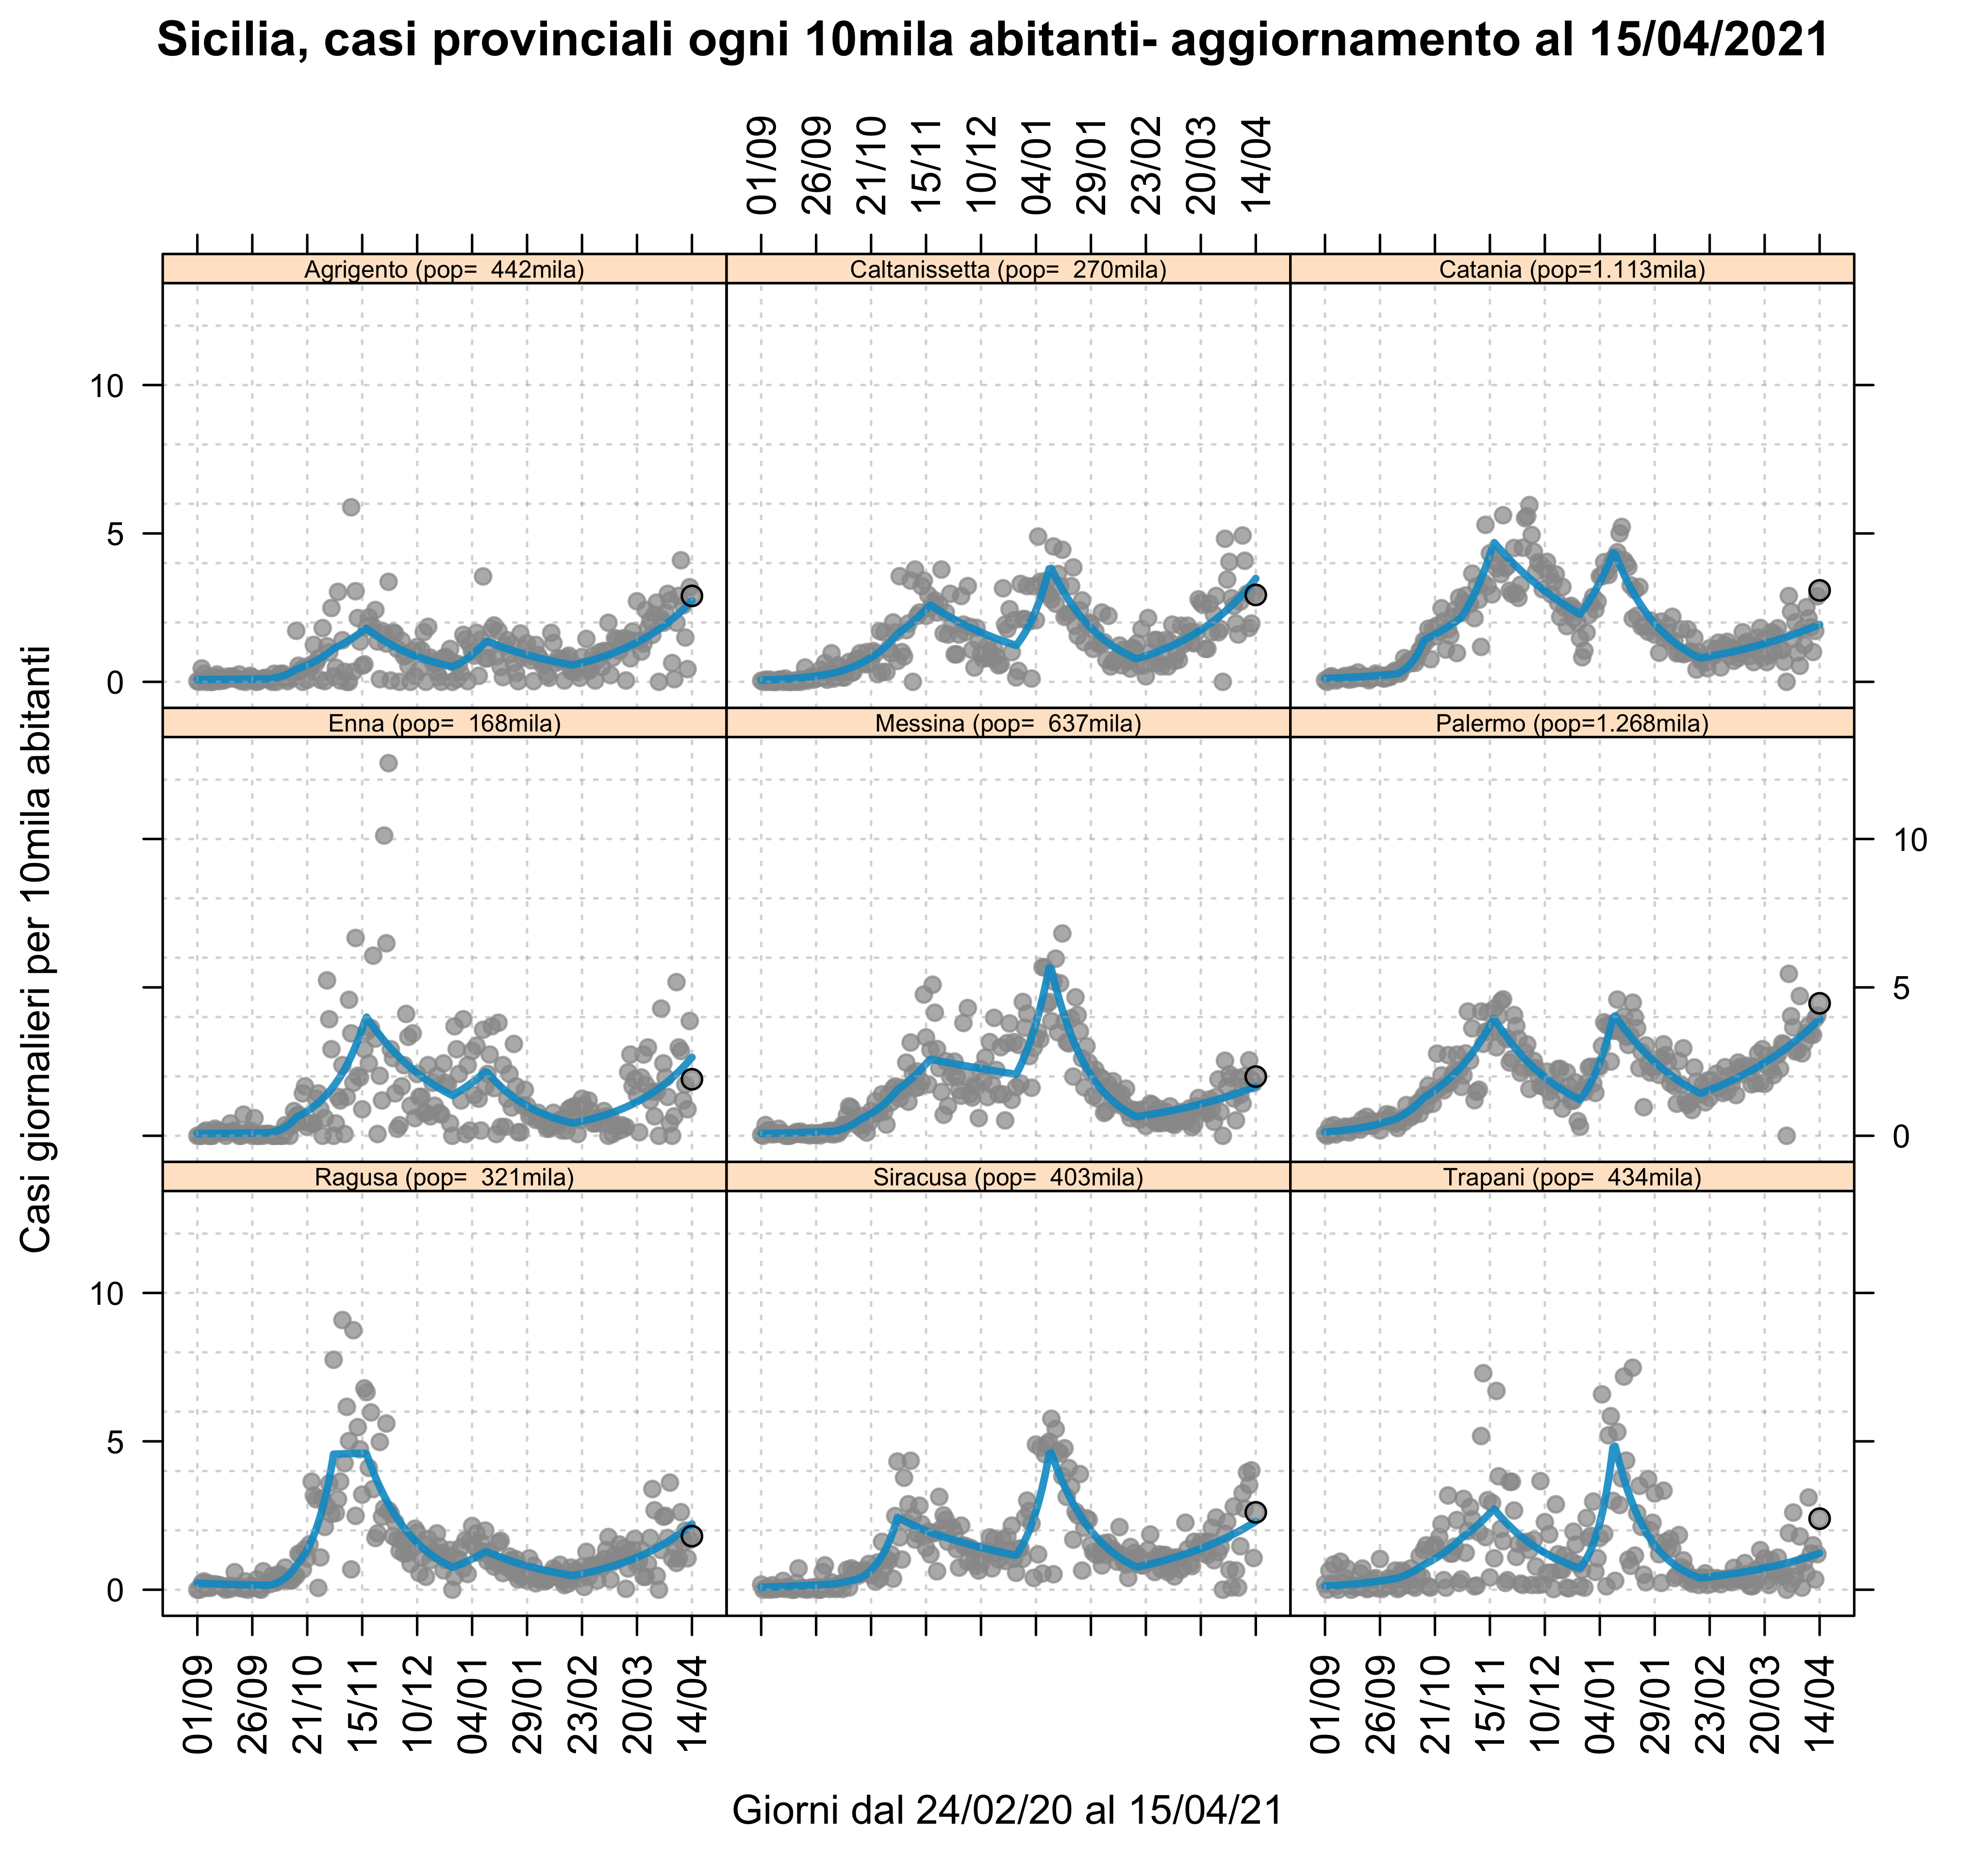 Sicilia, casi provinciali ogni 10mila abitanti- aggiornamento al 15/04/2021
01/09 26/09 21/10 15/11 10/12 04/01 29/01 23/02 20/03 14/04
Agrigento (pop= 442mila)
Caltanissetta (pop= 270mila)
Catania (pop=1.113mila)
10
5
0
Enna (pop= 168mila)
Messina (pop= 637mila)
Palermo (pop=1.268mila)
10
5
0
Casi giornalieri per 10mila abitanti
Ragusa (pop= 321mila)
Siracusa (pop= 403mila)
Trapani (pop= 434mila)
10
5
0
01/09 26/09 21/10 15/11 10/12 04/01 29/01 23/02 20/03 14/04
01/09 26/09 21/10 15/11 10/12 04/01 29/01 23/02 20/03 14/04
Giorni dal 24/02/20 al 15/04/21